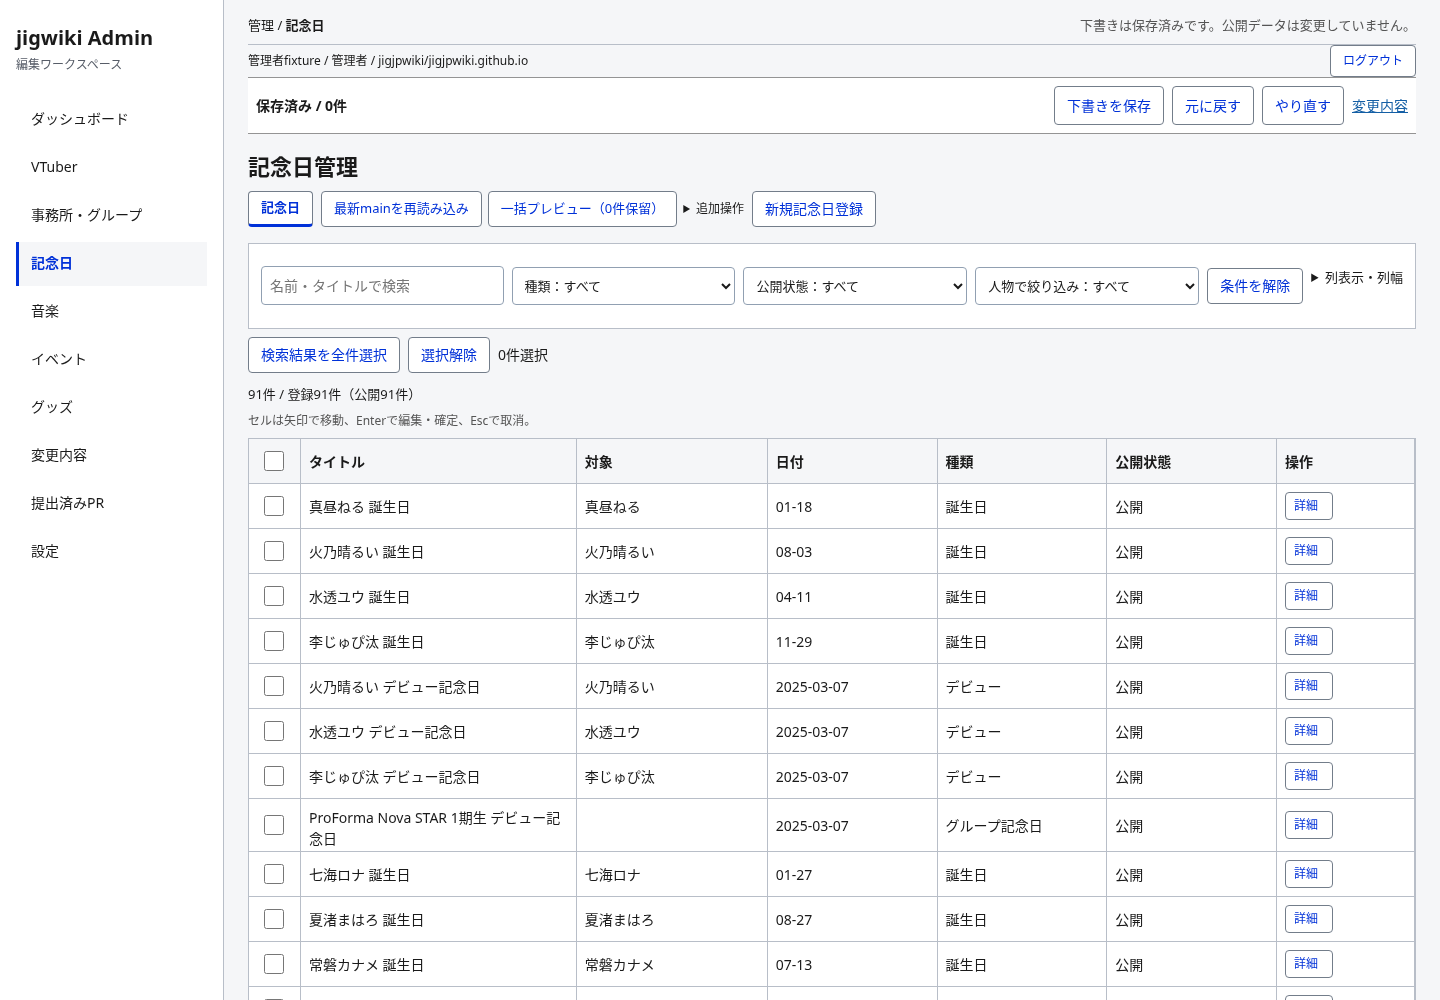 jigwiki Admin
編集ワークスペース
ダッシュボード
VTuber
事務所・グループ
記念日
音楽
イベント
グッズ
変更内容
提出済みPR
設定
管理 / 記念日
下書きは保存済みです。公開データは変更していません。
管理者fixture / 管理者 / jigjpwiki/jigjpwiki.github.io
ログアウト
保存済み / 0件
下書きを保存 元に戻す やり直す 変更内容
記念日管理
記念日 最新mainを再読み込み 一括プレビュー（0件保留） ▶ 追加操作 新規記念日登録
名前・タイトルで検索 種類：すべて 公開状態：すべて 人物で絞り込み：すべて 条件を解除 ▶ 列表示・列幅
検索結果を全件選択 選択解除 0件選択
91件 / 登録91件（公開91件）
セルは矢印で移動、Enterで編集・確定、Escで取消。
タイトル 対象 日付 種類 公開状態 操作
真昼ねる 誕生日 真昼ねる 01-18 誕生日 公開 詳細
火乃晴るい 誕生日 火乃晴るい 08-03 誕生日 公開 詳細
水透ユウ 誕生日 水透ユウ 04-11 誕生日 公開 詳細
李じゅぴ汰 誕生日 李じゅぴ汰 11-29 誕生日 公開 詳細
火乃晴るい デビュー記念日 火乃晴るい 2025-03-07 デビュー 公開 詳細
水透ユウ デビュー記念日 水透ユウ 2025-03-07 デビュー 公開 詳細
李じゅぴ汰 デビュー記念日 李じゅぴ汰 2025-03-07 デビュー 公開 詳細
ProForma Nova STAR 1期生 デビュー記
念日 2025-03-07 グループ記念日 公開 詳細
七海ロナ 誕生日 七海ロナ 01-27 誕生日 公開 詳細
夏渚まはろ 誕生日 夏渚まはろ 08-27 誕生日 公開 詳細
常磐カナメ 誕生日 常磐カナメ 07-13 誕生日 公開 詳細